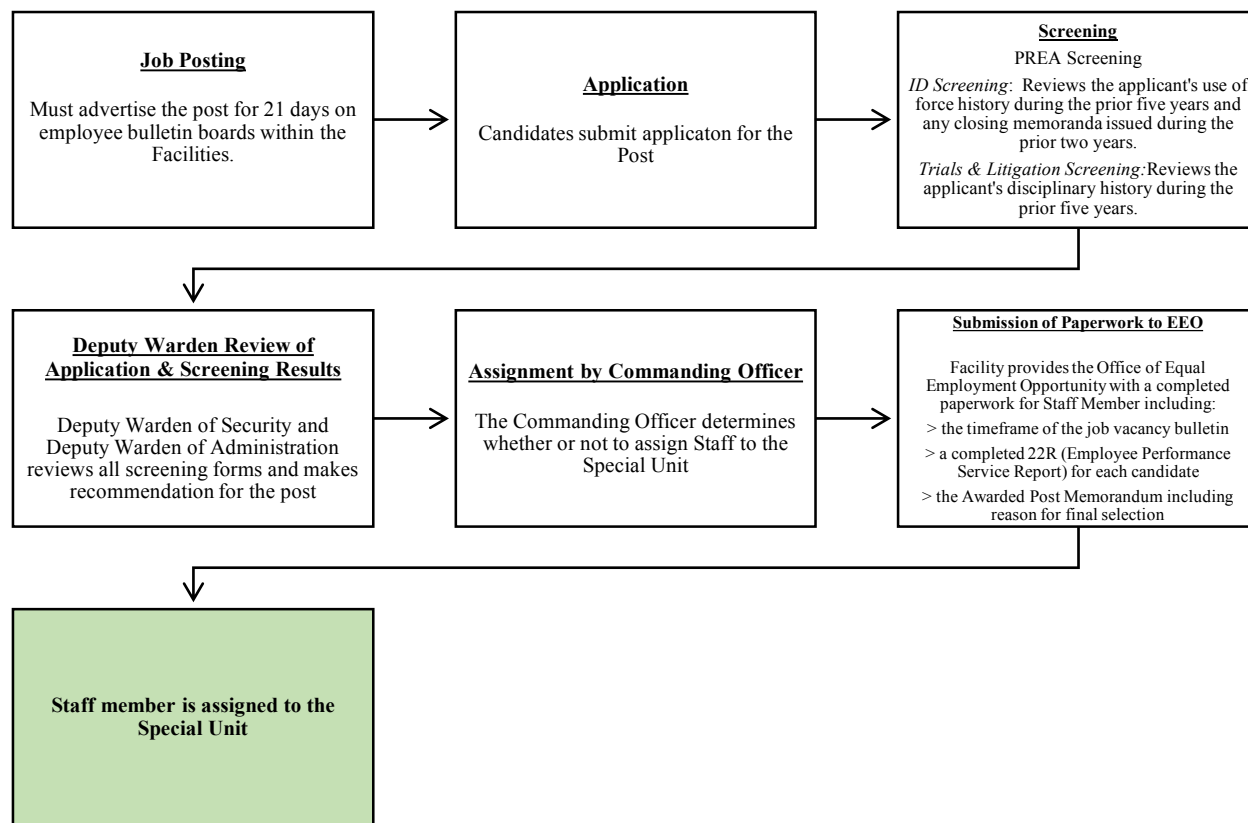 Job Posting
Must advertise the post for 21 days on
employee bulletin boards within the
Facilities.
Application
Candidates submit applicaton for the
Post
Screening
PREA Screening
ID Screening: Reviews the applicant's use of
force history during the prior five years and
any closing memoranda issued during the
prior two years.
Trials & Litigation Screening:Reviews the
applicant's disciplinary history during the
prior five years.
Deputy Warden Review of
Application & Screening Results
Deputy Warden of Security and
Deputy Warden of Administration
reviews all screening forms and makes
recommendation for the post
Assignment by Commanding Officer
The Commanding Officer determines
whether or not to assign Staff to the
Special Unit
Submission of Paperwork to EEO
Facility provides the Office of Equal
Employment Opportunity with a completed
paperwork for Staff Member including:
> the timeframe of the job vacancy bulletin
> a completed 22R (Employee Performance
Service Report) for each candidate
> the Awarded Post Memorandum including
reason for final selection
Staff member is assigned to the
Special Unit